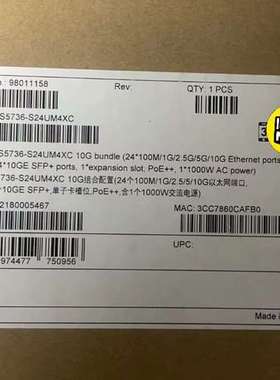 : 98011158 Rev: QTY: 1 PCS
S5736-S24UM4XC
S5736-S24UM4XC 10G bundle (24*100M/1G/2.5G/5G/10G Ethernet ports
*10GE SFP+ ports, 1*expansion slot, PoE++, 1*1000W AC power)
5736-S24UM4XC 10G组合配置(24个100M/1G/2.5/5/10G以太网端口,
*10GE SFP+,单子卡槽位,PoE++,含1个1000W交流电源)
2180005467 MAC: 3CC7860CAFB0
UPC:
974477 750956
Made i